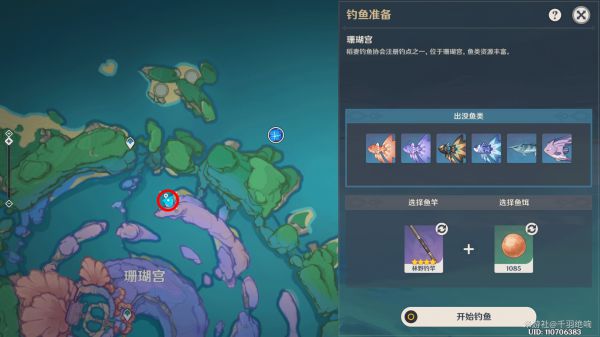 钓鱼准备
?
珊瑚宫
稻妻钓鱼协会注册钓点之一，位于珊瑚宫，鱼类资源丰富。
出没鱼类
选择鱼竿
选择鱼饵
林野钓竿
+
1085
开始钓鱼
珊瑚宫
米游社@千羽绝皖
UID: 110706383